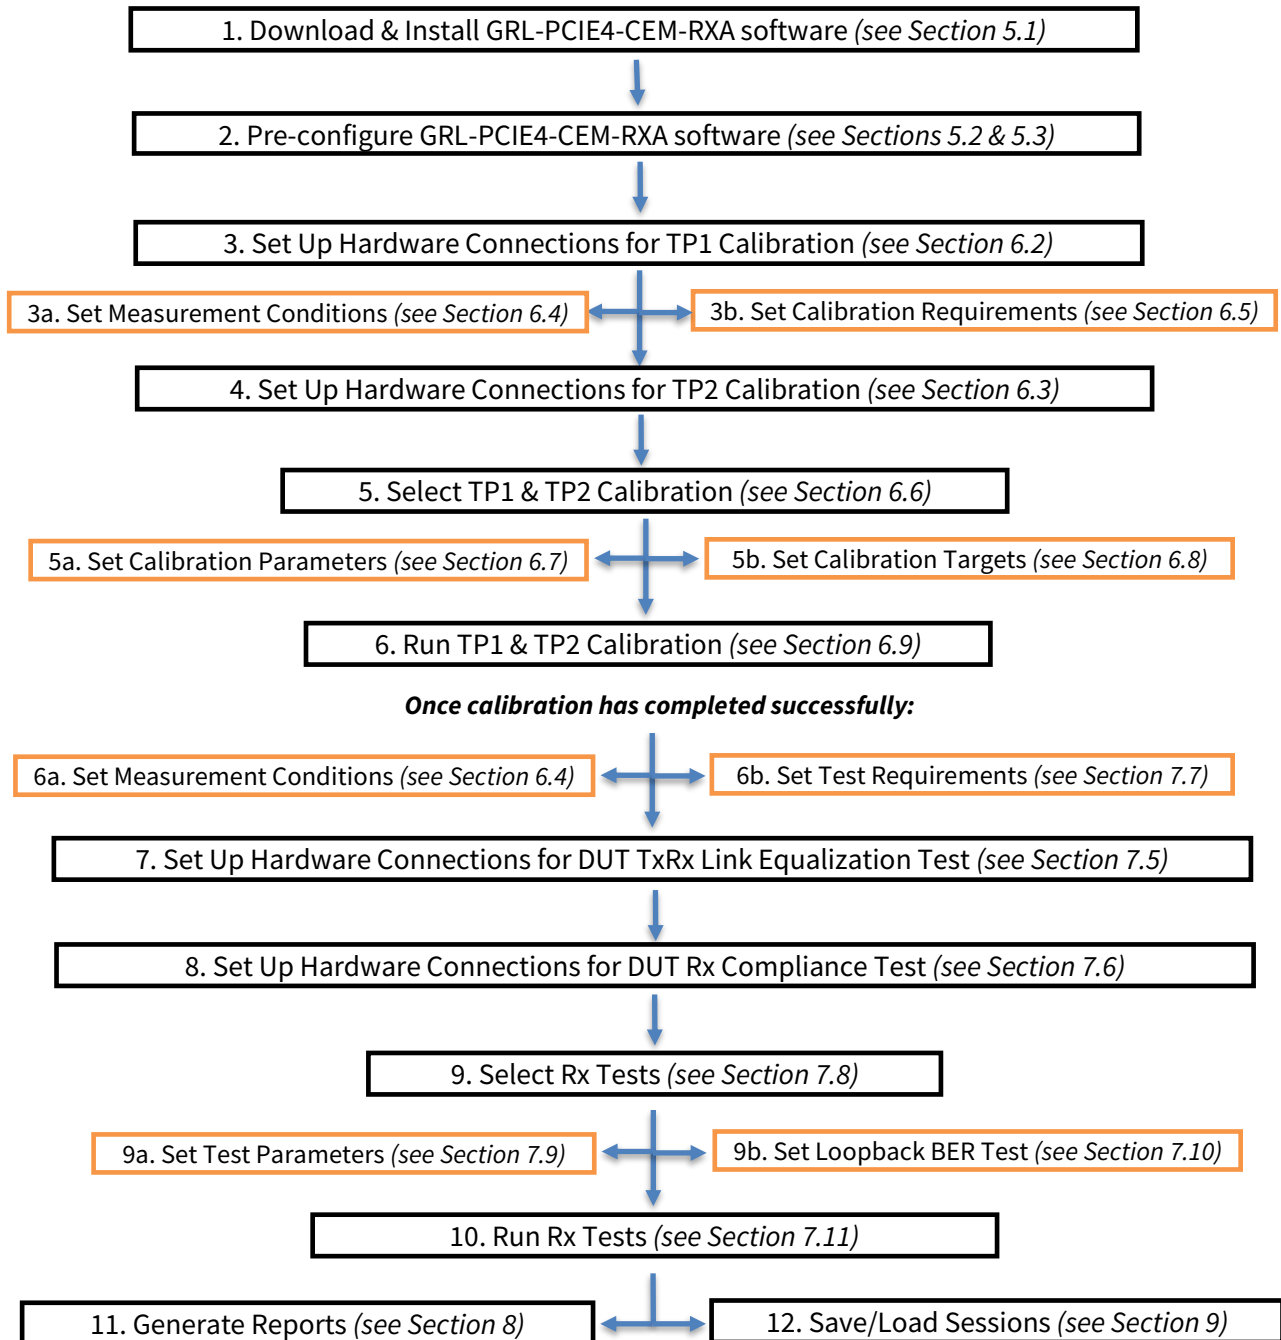 1. Download & Install GRL-PCIE4-CEM-RXA software (see Section 5.1)
2. Pre-configure GRL-PCIE4-CEM-RXA software (see Sections 5.2 & 5.3)
3. Set Up Hardware Connections for TP1 Calibration (see Section 6.2)
3a. Set Measurement Conditions (see Section 6.4)
3b. Set Calibration Requirements (see Section 6.5)
4. Set Up Hardware Connections for TP2 Calibration (see Section 6.3)
5. Select TP1 & TP2 Calibration (see Section 6.6)
5a. Set Calibration Parameters (see Section 6.7)
5b. Set Calibration Targets (see Section 6.8)
6. Run TP1 & TP2 Calibration (see Section 6.9)
Once calibration has completed successfully:
6a. Set Measurement Conditions (see Section 6.4)
6b. Set Test Requirements (see Section 7.7)
7. Set Up Hardware Connections for DUT TxRx Link Equalization Test (see Section 7.5)
8. Set Up Hardware Connections for DUT Rx Compliance Test (see Section 7.6)
9. Select Rx Tests (see Section 7.8)
9a. Set Test Parameters (see Section 7.9)
9b. Set Loopback BER Test (see Section 7.10)
10. Run Rx Tests (see Section 7.11)
11. Generate Reports (see Section 8)
12. Save/Load Sessions (see Section 9)